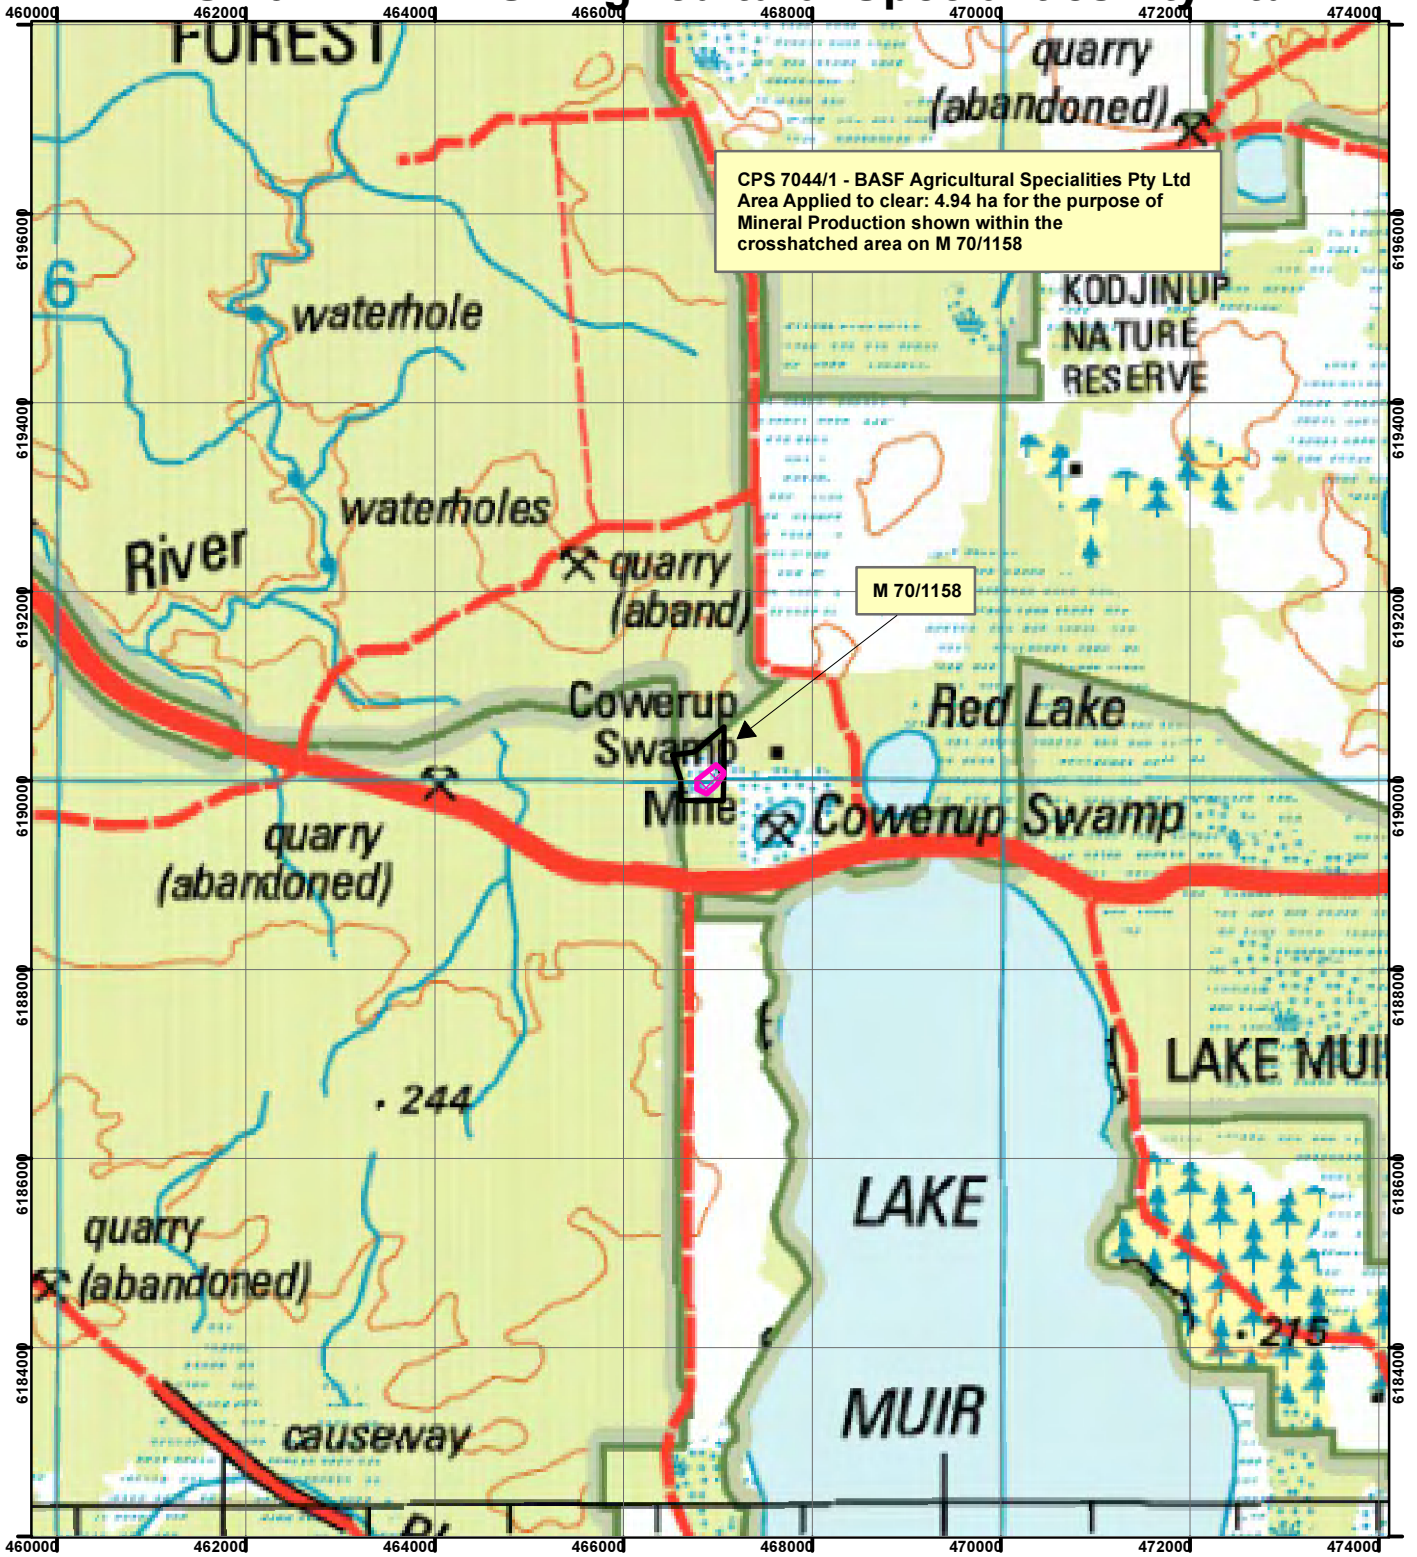 460000 462000 464000 466000 468000 470000 472000 474000
FOREST
quarry
(abandoned)
CPS 7044/1 - BASF Agricultural Specialities Pty Ltd
Area Applied to clear: 4.94 ha for the purpose of
Mineral Production shown within the
crosshatched area on M 70/1158
6196000
6196000
6
KODJINUP
NATURE
RESERVE
waterhole
6194000
6194000
waterholes
River
quarry
(aband)
M 70/1158
6192000
6192000
Cowerup
Swamp
Mine
Red Lake
Cowerup Swamp
6190000
6190000
quarry
(abandoned)
6188000
6188000
LAKE MUI
244
6186000
6186000
LAKE
MUIR
quarry
(abandoned)
215
6184000
6184000
causeway
460000 462000 464000 466000 468000 470000 472000 474000